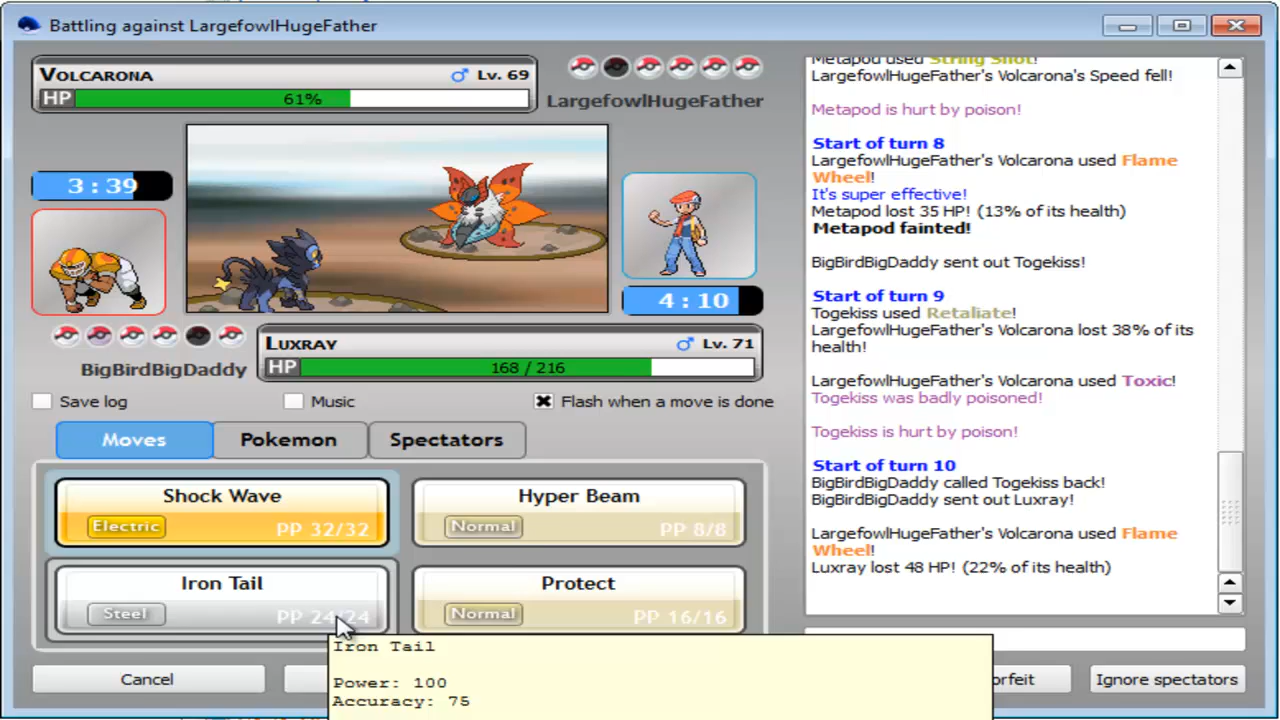 Battling against LargefowlHugeFather
VOLCARONA ♂ Lv. 69
HP 61%
LargefowlHugeFather
3 : 39
4 : 10
BigBirdBigDaddy
LUXRAY ♂ Lv. 71
HP 168 / 216
Save log
Music
Flash when a move is done
Moves
Pokemon
Spectators
Shock Wave
Electric PP 32/32
Hyper Beam
Normal PP 8/8
Iron Tail
Steel PP 24/24
Protect
Normal PP 16/16
Iron Tail
Power: 100
Accuracy: 75
Cancel
orfeit
Ignore spectators
Metapod used String Shot!
LargefowlHugeFather's Volcarona's Speed fell!
Metapod is hurt by poison!
Start of turn 8
LargefowlHugeFather's Volcarona used Flame
Wheel!
It's super effective!
Metapod lost 35 HP! (13% of its health)
Metapod fainted!
BigBirdBigDaddy sent out Togekiss!
Start of turn 9
Togekiss used Retaliate!
LargefowlHugeFather's Volcarona lost 38% of its
health!
LargefowlHugeFather's Volcarona used Toxic!
Togekiss was badly poisoned!
Togekiss is hurt by poison!
Start of turn 10
BigBirdBigDaddy called Togekiss back!
BigBirdBigDaddy sent out Luxray!
LargefowlHugeFather's Volcarona used Flame
Wheel!
Luxray lost 48 HP! (22% of its health)